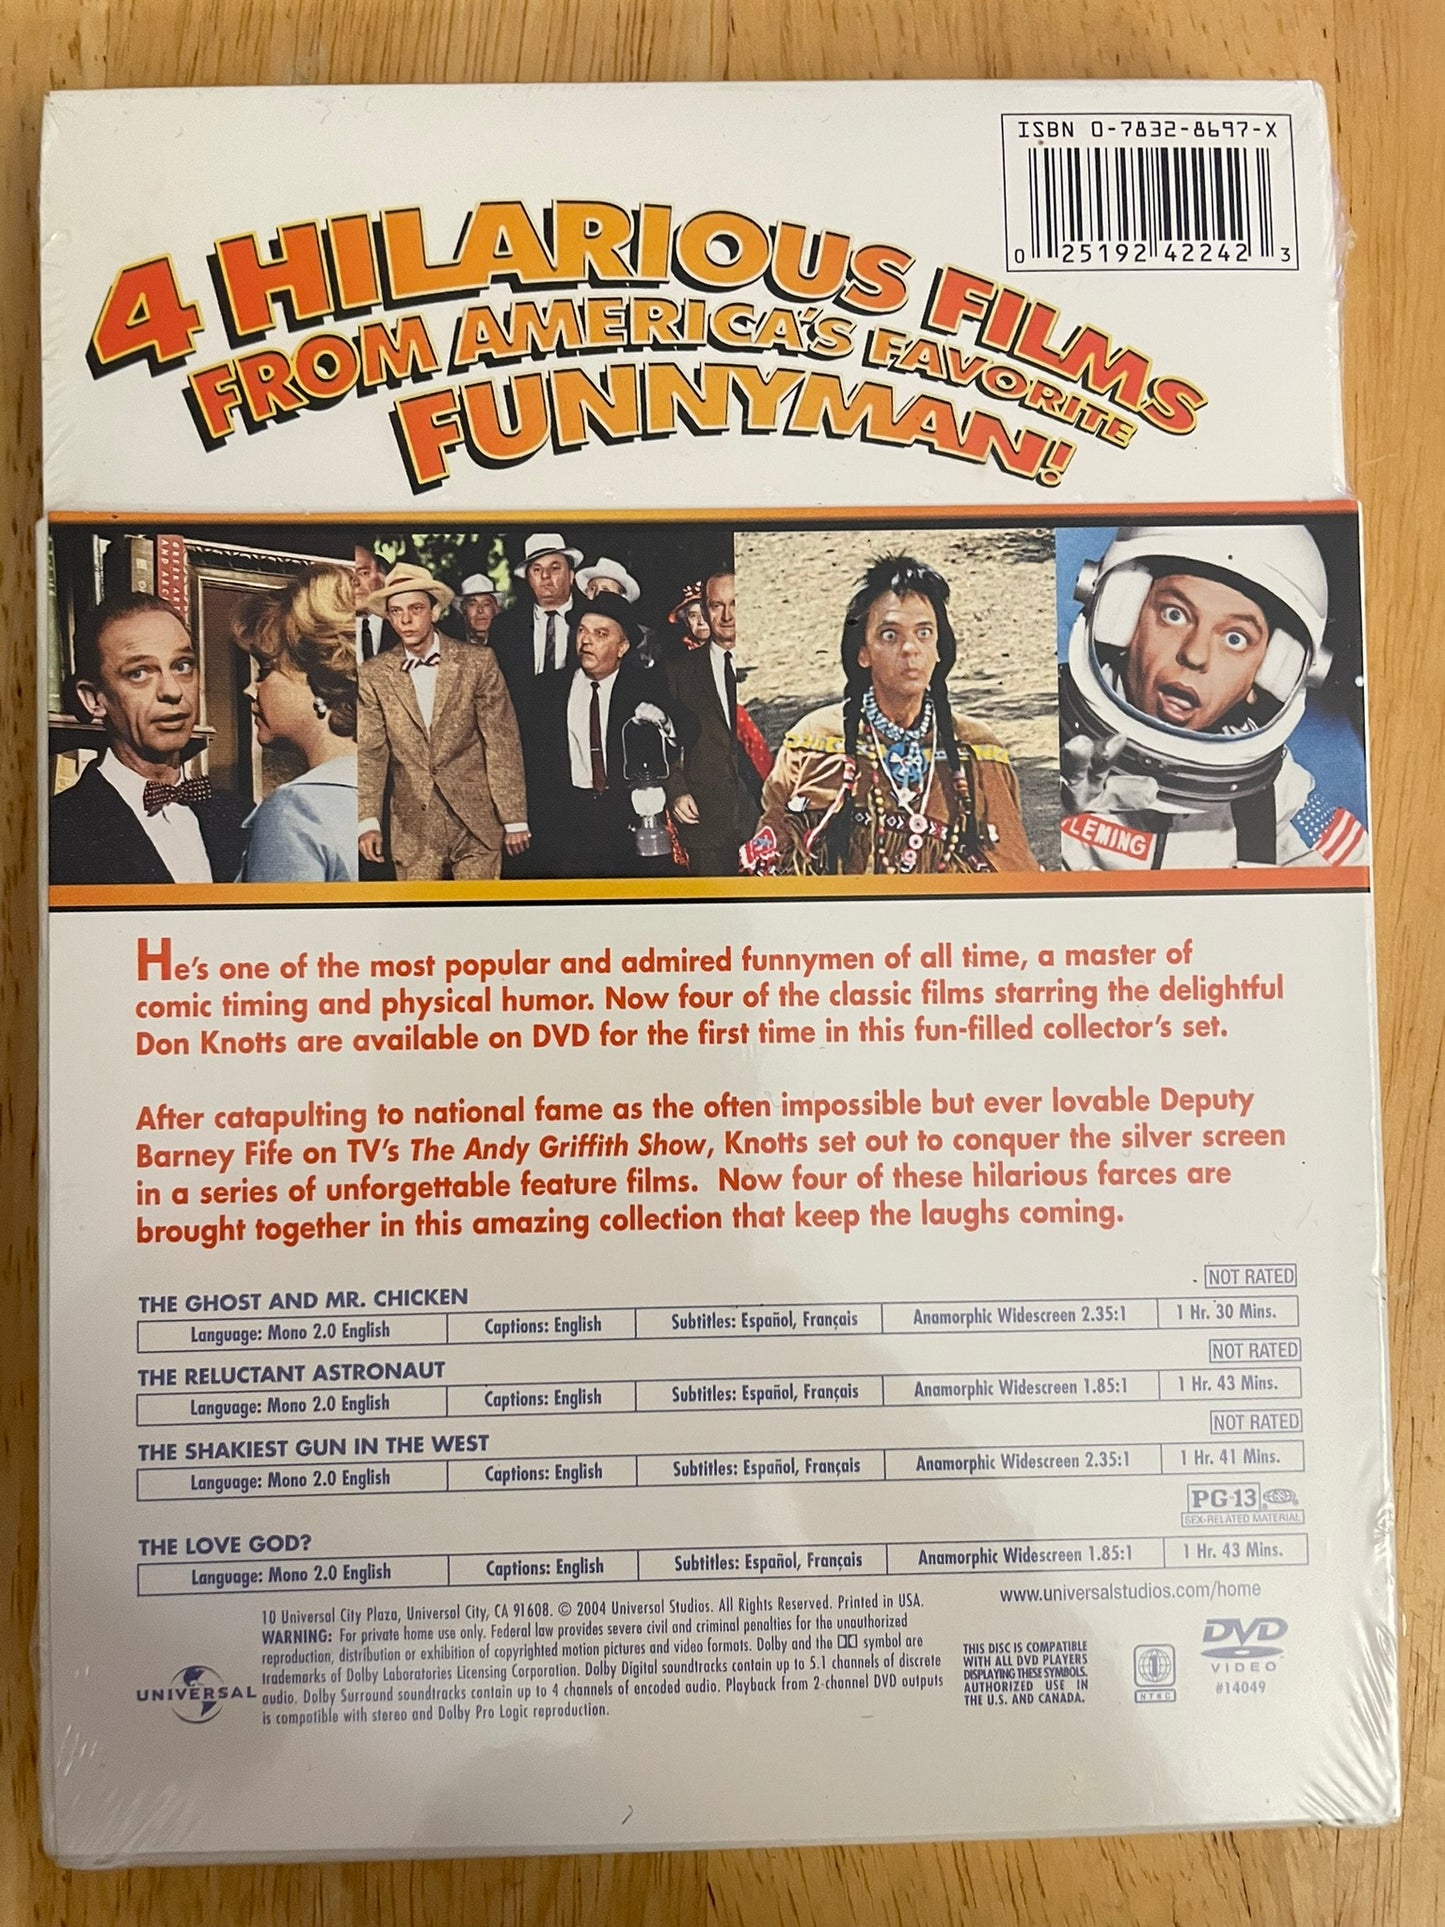 ISBN 0-7832-8697-X
0 25192 42242 3
4 HILARIOUS FILMS
FROM AMERICA'S FAVORITE
FUNNYMAN!
GREEK ART
AND ARC
FLEMING
He's one of the most popular and admired funnymen of all time, a master of
comic timing and physical humor. Now four of the classic films starring the delightful
Don Knotts are available on DVD for the first time in this fun-filled collector's set.
After catapulting to national fame as the often impossible but ever lovable Deputy
Barney Fife on TV's The Andy Griffith Show, Knotts set out to conquer the silver screen
in a series of unforgettable feature films. Now four of these hilarious farces are
brought together in this amazing collection that keep the laughs coming.
NOT RATED
THE GHOST AND MR. CHICKEN
Language: Mono 2.0 English Captions: English Subtitles: Español, Français Anamorphic Widescreen 2.35:1 1 Hr. 30 Mins.
NOT RATED
THE RELUCTANT ASTRONAUT
Language: Mono 2.0 English Captions: English Subtitles: Español, Français Anamorphic Widescreen 1.85:1 1 Hr. 43 Mins.
NOT RATED
THE SHAKIEST GUN IN THE WEST
Language: Mono 2.0 English Captions: English Subtitles: Español, Français Anamorphic Widescreen 2.35:1 1 Hr. 41 Mins.
PG-13
SEX-RELATED MATERIAL
THE LOVE GOD?
Language: Mono 2.0 English Captions: English Subtitles: Español, Français Anamorphic Widescreen 1.85:1 1 Hr. 43 Mins.
www.universalstudios.com/home
10 Universal City Plaza, Universal City, CA 91608. © 2004 Universal Studios. All Rights Reserved. Printed in USA.
WARNING: For private home use only. Federal law provides severe civil and criminal penalties for the unauthorized
reproduction, distribution or exhibition of copyrighted motion pictures and video formats. Dolby and the symbol are
trademarks of Dolby Laboratories Licensing Corporation. Dolby Digital soundtracks contain up to 5.1 channels of discrete
audio. Dolby Surround soundtracks contain up to 4 channels of encoded audio. Playback from 2-channel DVD outputs
is compatible with stereo and Dolby Pro Logic reproduction.
UNIVERSAL
THIS DISC IS COMPATIBLE
WITH ALL DVD PLAYERS
DISPLAYING THESE SYMBOLS.
AUTHORIZED USE IN
THE U.S. AND CANADA.
1
NTSC
DVD
VIDEO
#14049